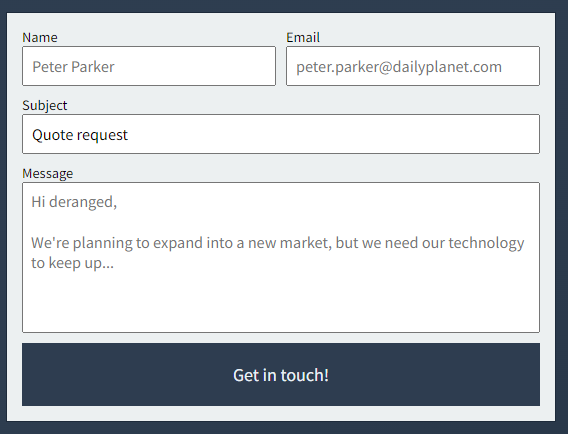 Name Email
Peter Parker peter.parker@dailyplanet.com
Subject
Quote request
Message
Hi deranged,
We're planning to expand into a new market, but we need our technology
to keep up...
Get in touch!